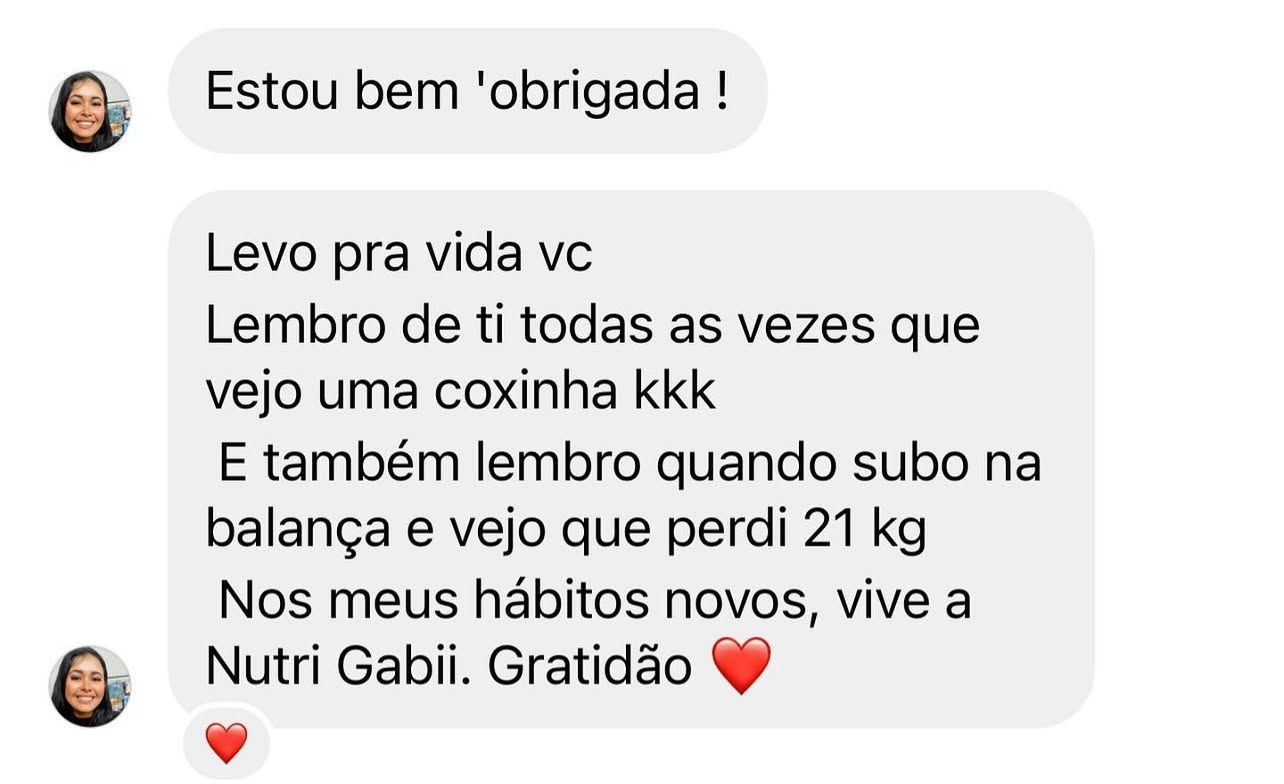 Estou bem 'obrigada !
Levo pra vida vc
Lembro de ti todas as vezes que
vejo uma coxinha kkk
E também lembro quando subo na
balança e vejo que perdi 21 kg
Nos meus hábitos novos, vive a
Nutri Gabii. Gratidão ❤️
❤️